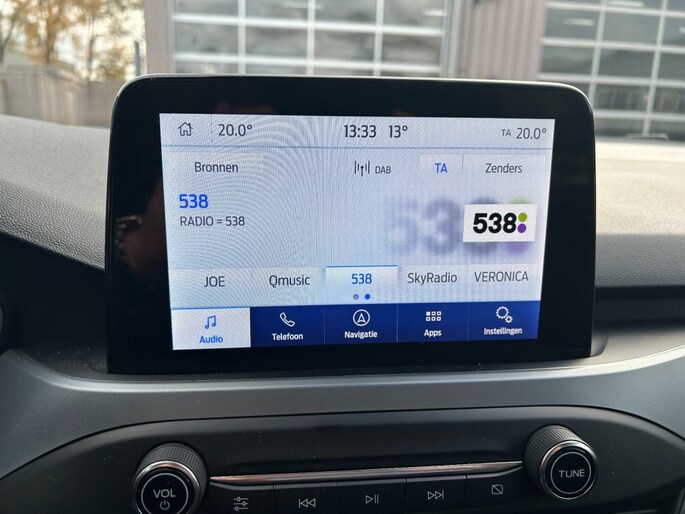 20.0° 13:33 13° TA 20.0°
Bronnen DAB TA Zenders
538
RADIO = 538
538
JOE Qmusic 538 SkyRadio VERONICA
Audio Telefoon Navigatie Apps Instellingen
VOL TUNE